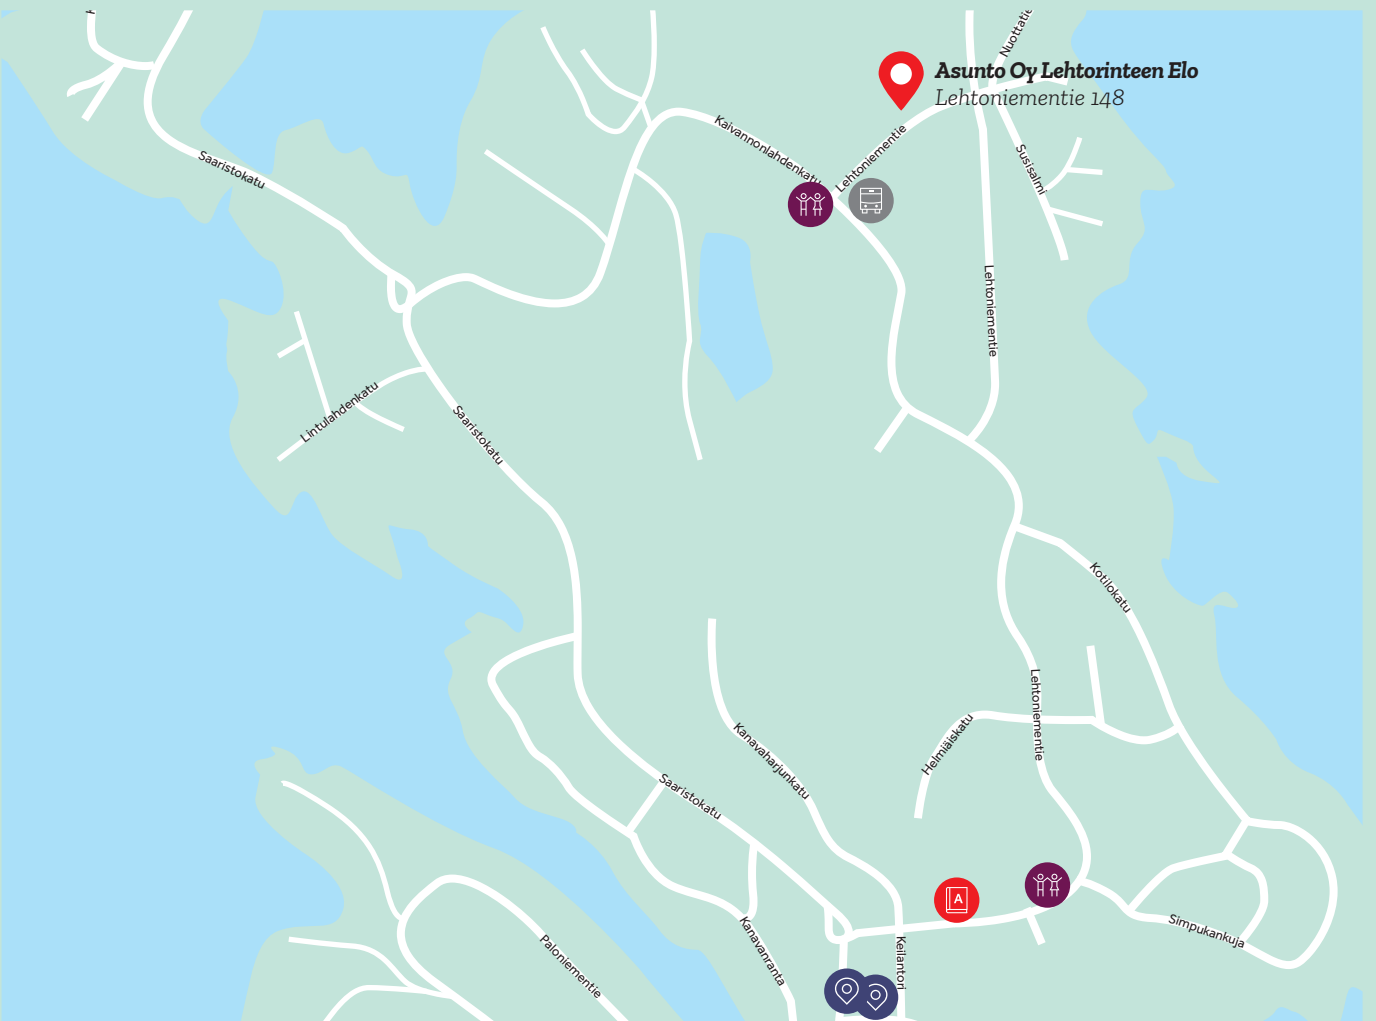 Nuottatie
Asunto Oy Lehtorinteen Elo
Lehtoniementie 148
Kaivannonlahdenkatu
Lehtoniementie
Saaristokatu
Susisalmi
Lehtoniementie
Lintulahdenkatu
Saaristokatu
Kotilokatu
Lehtoniementie
Helmiäiskatu
Kanavaharjunkatu
Saaristokatu
A
Simpukankuja
Kanavanranta
Keilantori
Paloniementie